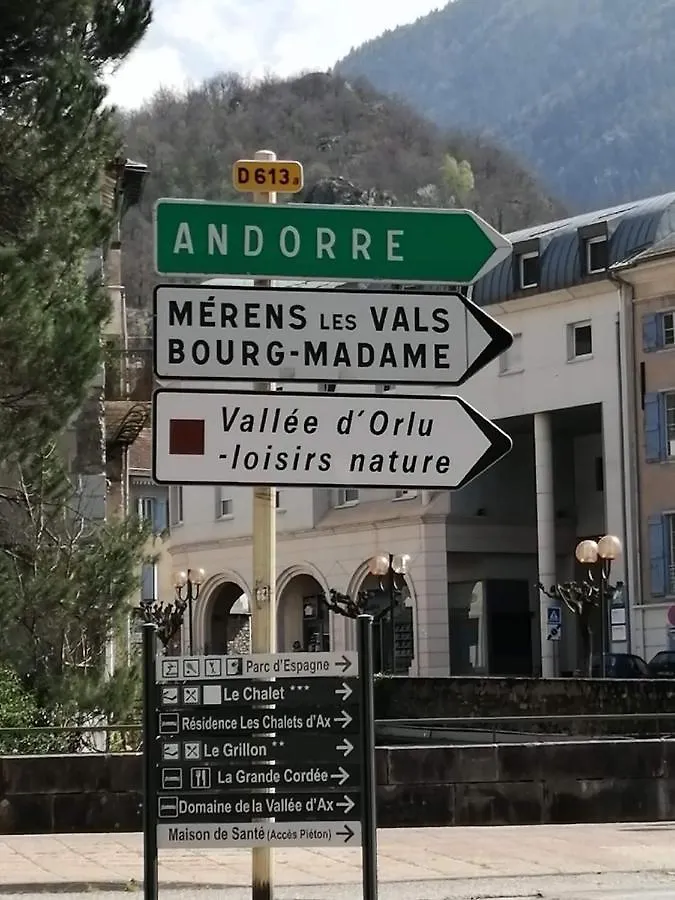 D 613 a
ANDORRE
MÉRENS LES VALS
BOURG-MADAME
Vallée d'Orlu
-loisirs nature
Parc d'Espagne
Le Chalet ***
Résidence Les Chalets d'Ax
Le Grillon **
La Grande Cordée
Domaine de la Vallée d'Ax
Maison de Santé (Accès Piéton)